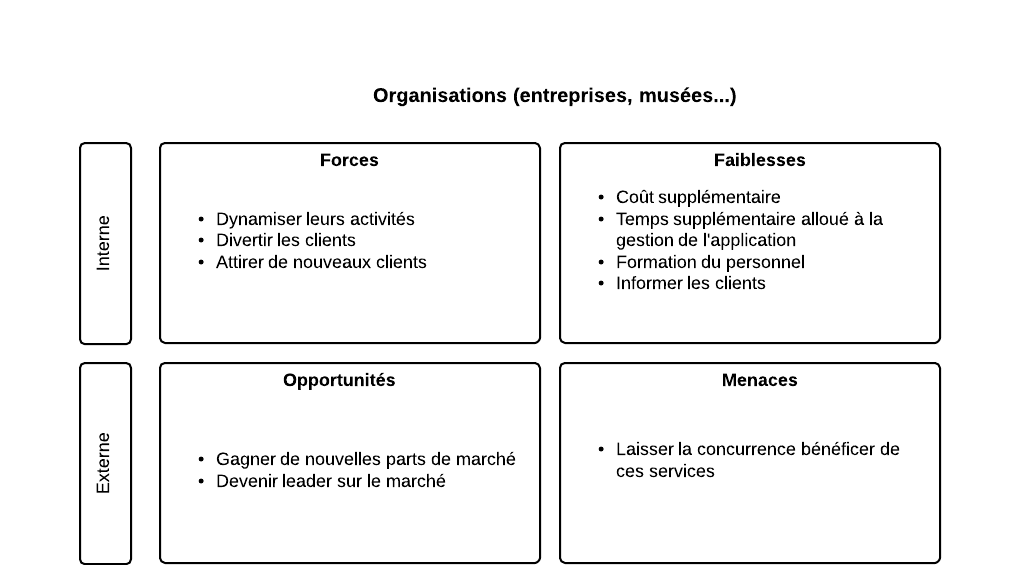 Organisations (entreprises, musées...)
Interne
Forces
• Dynamiser leurs activités
• Divertir les clients
• Attirer de nouveaux clients
Faiblesses
• Coût supplémentaire
• Temps supplémentaire alloué à la
gestion de l'application
• Formation du personnel
• Informer les clients
Externe
Opportunités
• Gagner de nouvelles parts de marché
• Devenir leader sur le marché
Menaces
• Laisser la concurrence bénéficer de
ces services